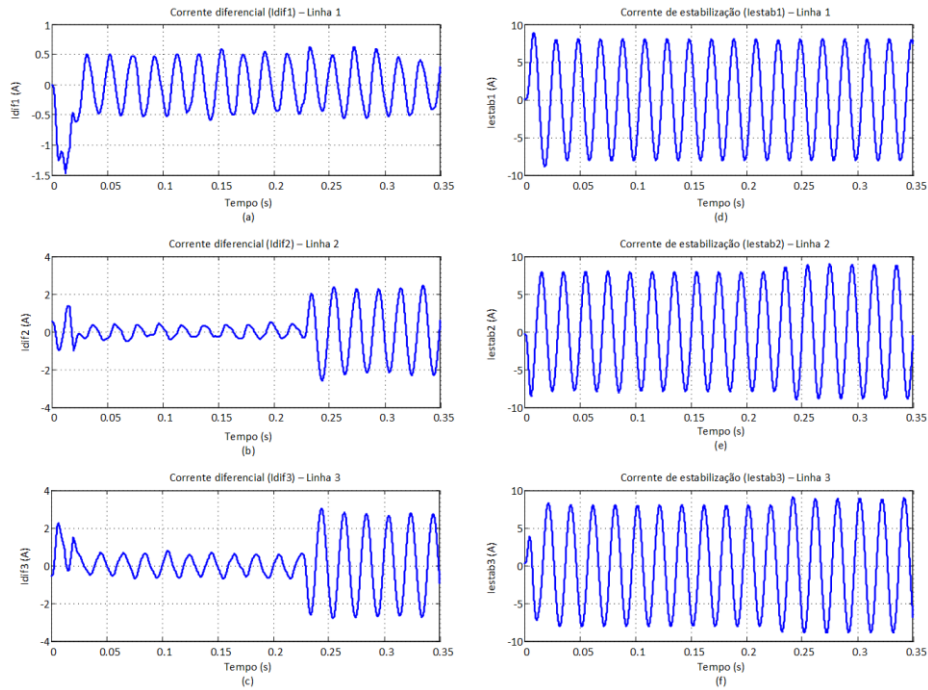 Corrente diferencial (Idif1) – Linha 1
1
0.5
0
-0.5
-1
-1.5
Idif1 (A)
0 0.05 0.1 0.15 0.2 0.25 0.3 0.35
Tempo (s)
(a)
Corrente de estabilização (Iestab1) – Linha 1
10
5
0
-5
-10
Iestab1 (A)
0 0.05 0.1 0.15 0.2 0.25 0.3 0.35
Tempo (s)
(d)
Corrente diferencial (Idif2) – Linha 2
4
2
0
-2
-4
Idif2 (A)
0 0.05 0.1 0.15 0.2 0.25 0.3 0.35
Tempo (s)
(b)
Corrente de estabilização (Iestab2) – Linha 2
10
5
0
-5
-10
Iestab2 (A)
0 0.05 0.1 0.15 0.2 0.25 0.3 0.35
Tempo (s)
(e)
Corrente diferencial (Idif3) – Linha 3
4
2
0
-2
-4
Idif3 (A)
0 0.05 0.1 0.15 0.2 0.25 0.3 0.35
Tempo (s)
(c)
Corrente de estabilização (Iestab3) – Linha 3
10
5
0
-5
-10
Iestab3 (A)
0 0.05 0.1 0.15 0.2 0.25 0.3 0.35
Tempo (s)
(f)